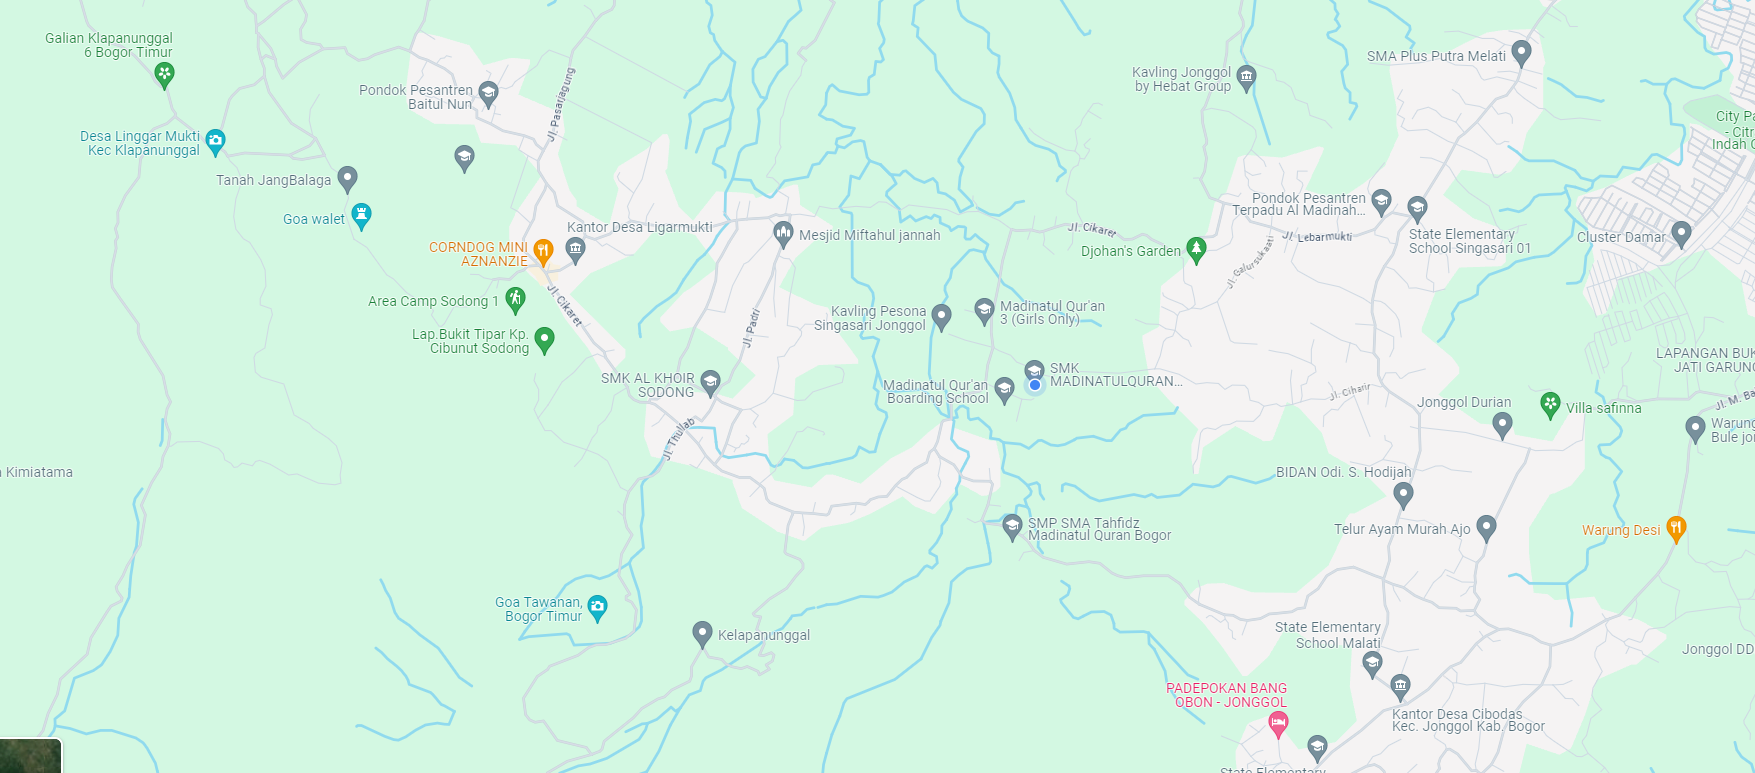 Galian Klapanunggal
6 Bogor Timur
SMA Plus Putra Melati
Kavling Jonggol
by Hebat Group
Pondok Pesantren
Baitul Nun
Jl. Pasarjagung
City
- Citr
Indah
Desa Linggar Mukti
Kec Klapanunggal
Tanah JangBalaga
Goa walet
Pondok Pesantren
Terpadu Al Madinah...
Kantor Desa Ligarmukti
Mesjid Miftahul jannah
Jl. Cikaret
Jl. Lebarmukti
State Elementary
School Singasari 01
Cluster Damar
CORNDOG MINI
AZNANZIE
Djohan's Garden
Jl. Galursukaati
Jl. Cikaret
Area Camp Sodong 1
Kavling Pesona
Singasari Jonggol
Madinatul Qur'an
3 (Girls Only)
Jl. Padri
Lap.Bukit Tipar Kp.
Cibunut Sodong
LAPANGAN BUK
JATI GARUNG
SMK AL KHOIR
SODONG
Madinatul Qur'an
Boarding School
SMK
MADINATULQURAN...
Jl. Ciharir
Jonggol Durian
Villa safinna
Jl. M. Ba
Warung
Bule jo
Jl. Thullab
Kimiatama
BIDAN Odi. S. Hodijah
SMP SMA Tahfidz
Madinatul Quran Bogor
Telur Ayam Murah Ajo
Warung Desi
Goa Tawanan,
Bogor Timur
Kelapanunggal
State Elementary
School Malati
Jonggol DD
PADEPOKAN BANG
OBON - JONGGOL
Kantor Desa Cibodas
Kec. Jonggol Kab. Bogor
State Elementary